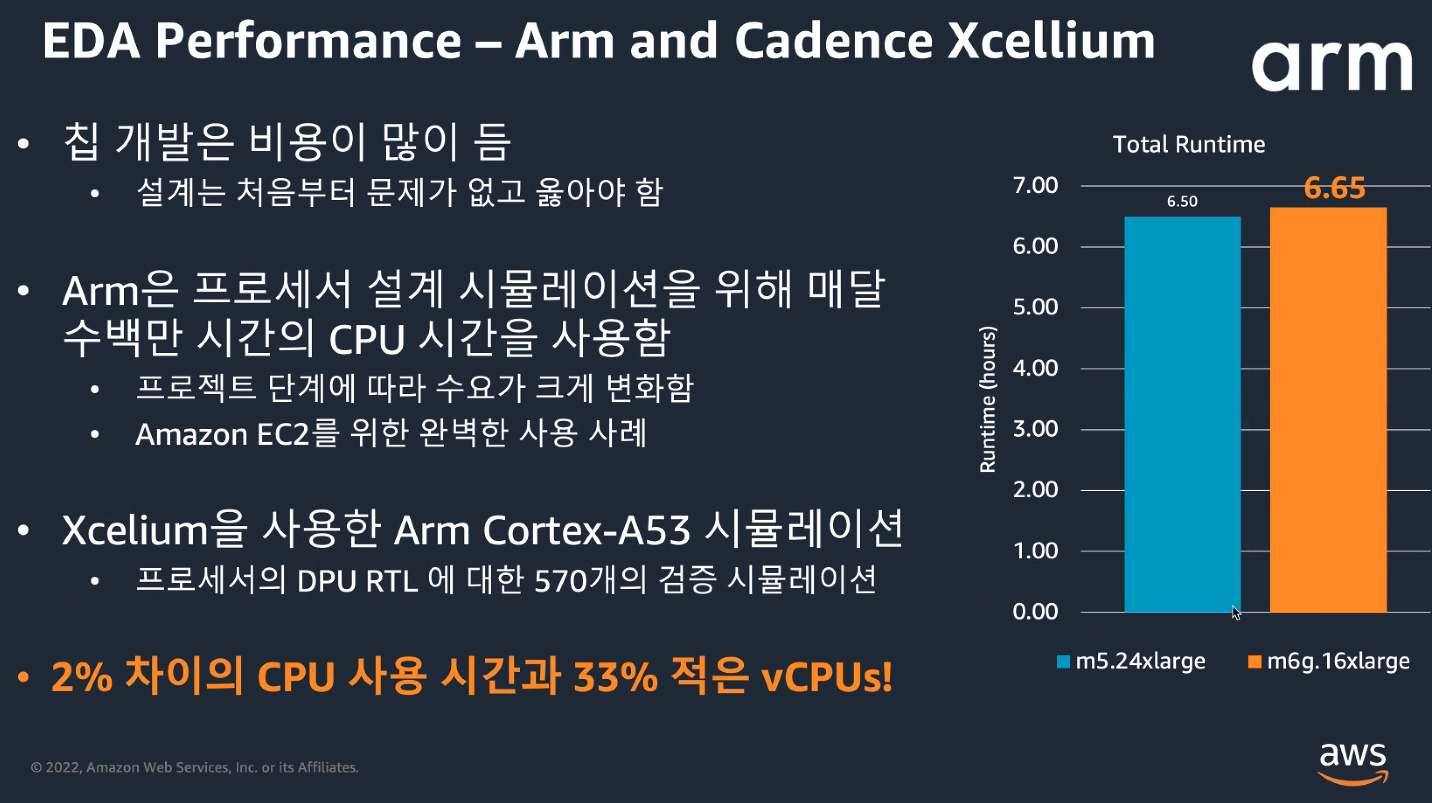 EDA Performance – Arm and Cadence Xcellium
arm
• 칩 개발은 비용이 많이 듬
• 설계는 처음부터 문제가 없고 옳아야 함
• Arm은 프로세서 설계 시뮬레이션을 위해 매달
수백만 시간의 CPU 시간을 사용함
• 프로젝트 단계에 따라 수요가 크게 변화함
• Amazon EC2를 위한 완벽한 사용 사례
• Xcelium을 사용한 Arm Cortex-A53 시뮬레이션
• 프로세서의 DPU RTL 에 대한 570개의 검증 시뮬레이션
• 2% 차이의 CPU 사용 시간과 33% 적은 vCPUs!
Total Runtime
Runtime (hours)
7.00
6.00
5.00
4.00
3.00
2.00
1.00
0.00
6.50
6.65
m5.24xlarge
m6g.16xlarge
© 2022, Amazon Web Services, Inc. or its Affiliates.
aws